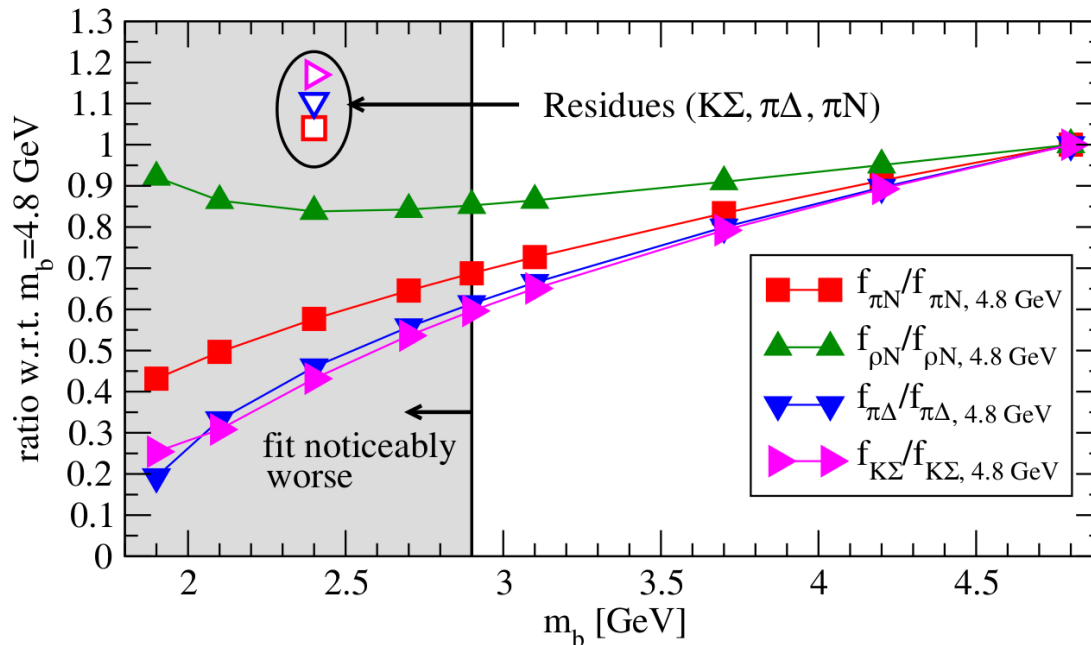 1.3
1.2
1.1
1
0.9
0.8
0.7
0.6
0.5
0.4
0.3
0.2
0.1
0
ratio w.r.t. m_b=4.8 GeV
Residues (KΣ, πΔ, πN)
fit noticeably
worse
f_πN/f_πN, 4.8 GeV
f_ρN/f_ρN, 4.8 GeV
f_πΔ/f_πΔ, 4.8 GeV
f_KΣ/f_KΣ, 4.8 GeV
2 2.5 3 3.5 4 4.5
m_b [GeV]